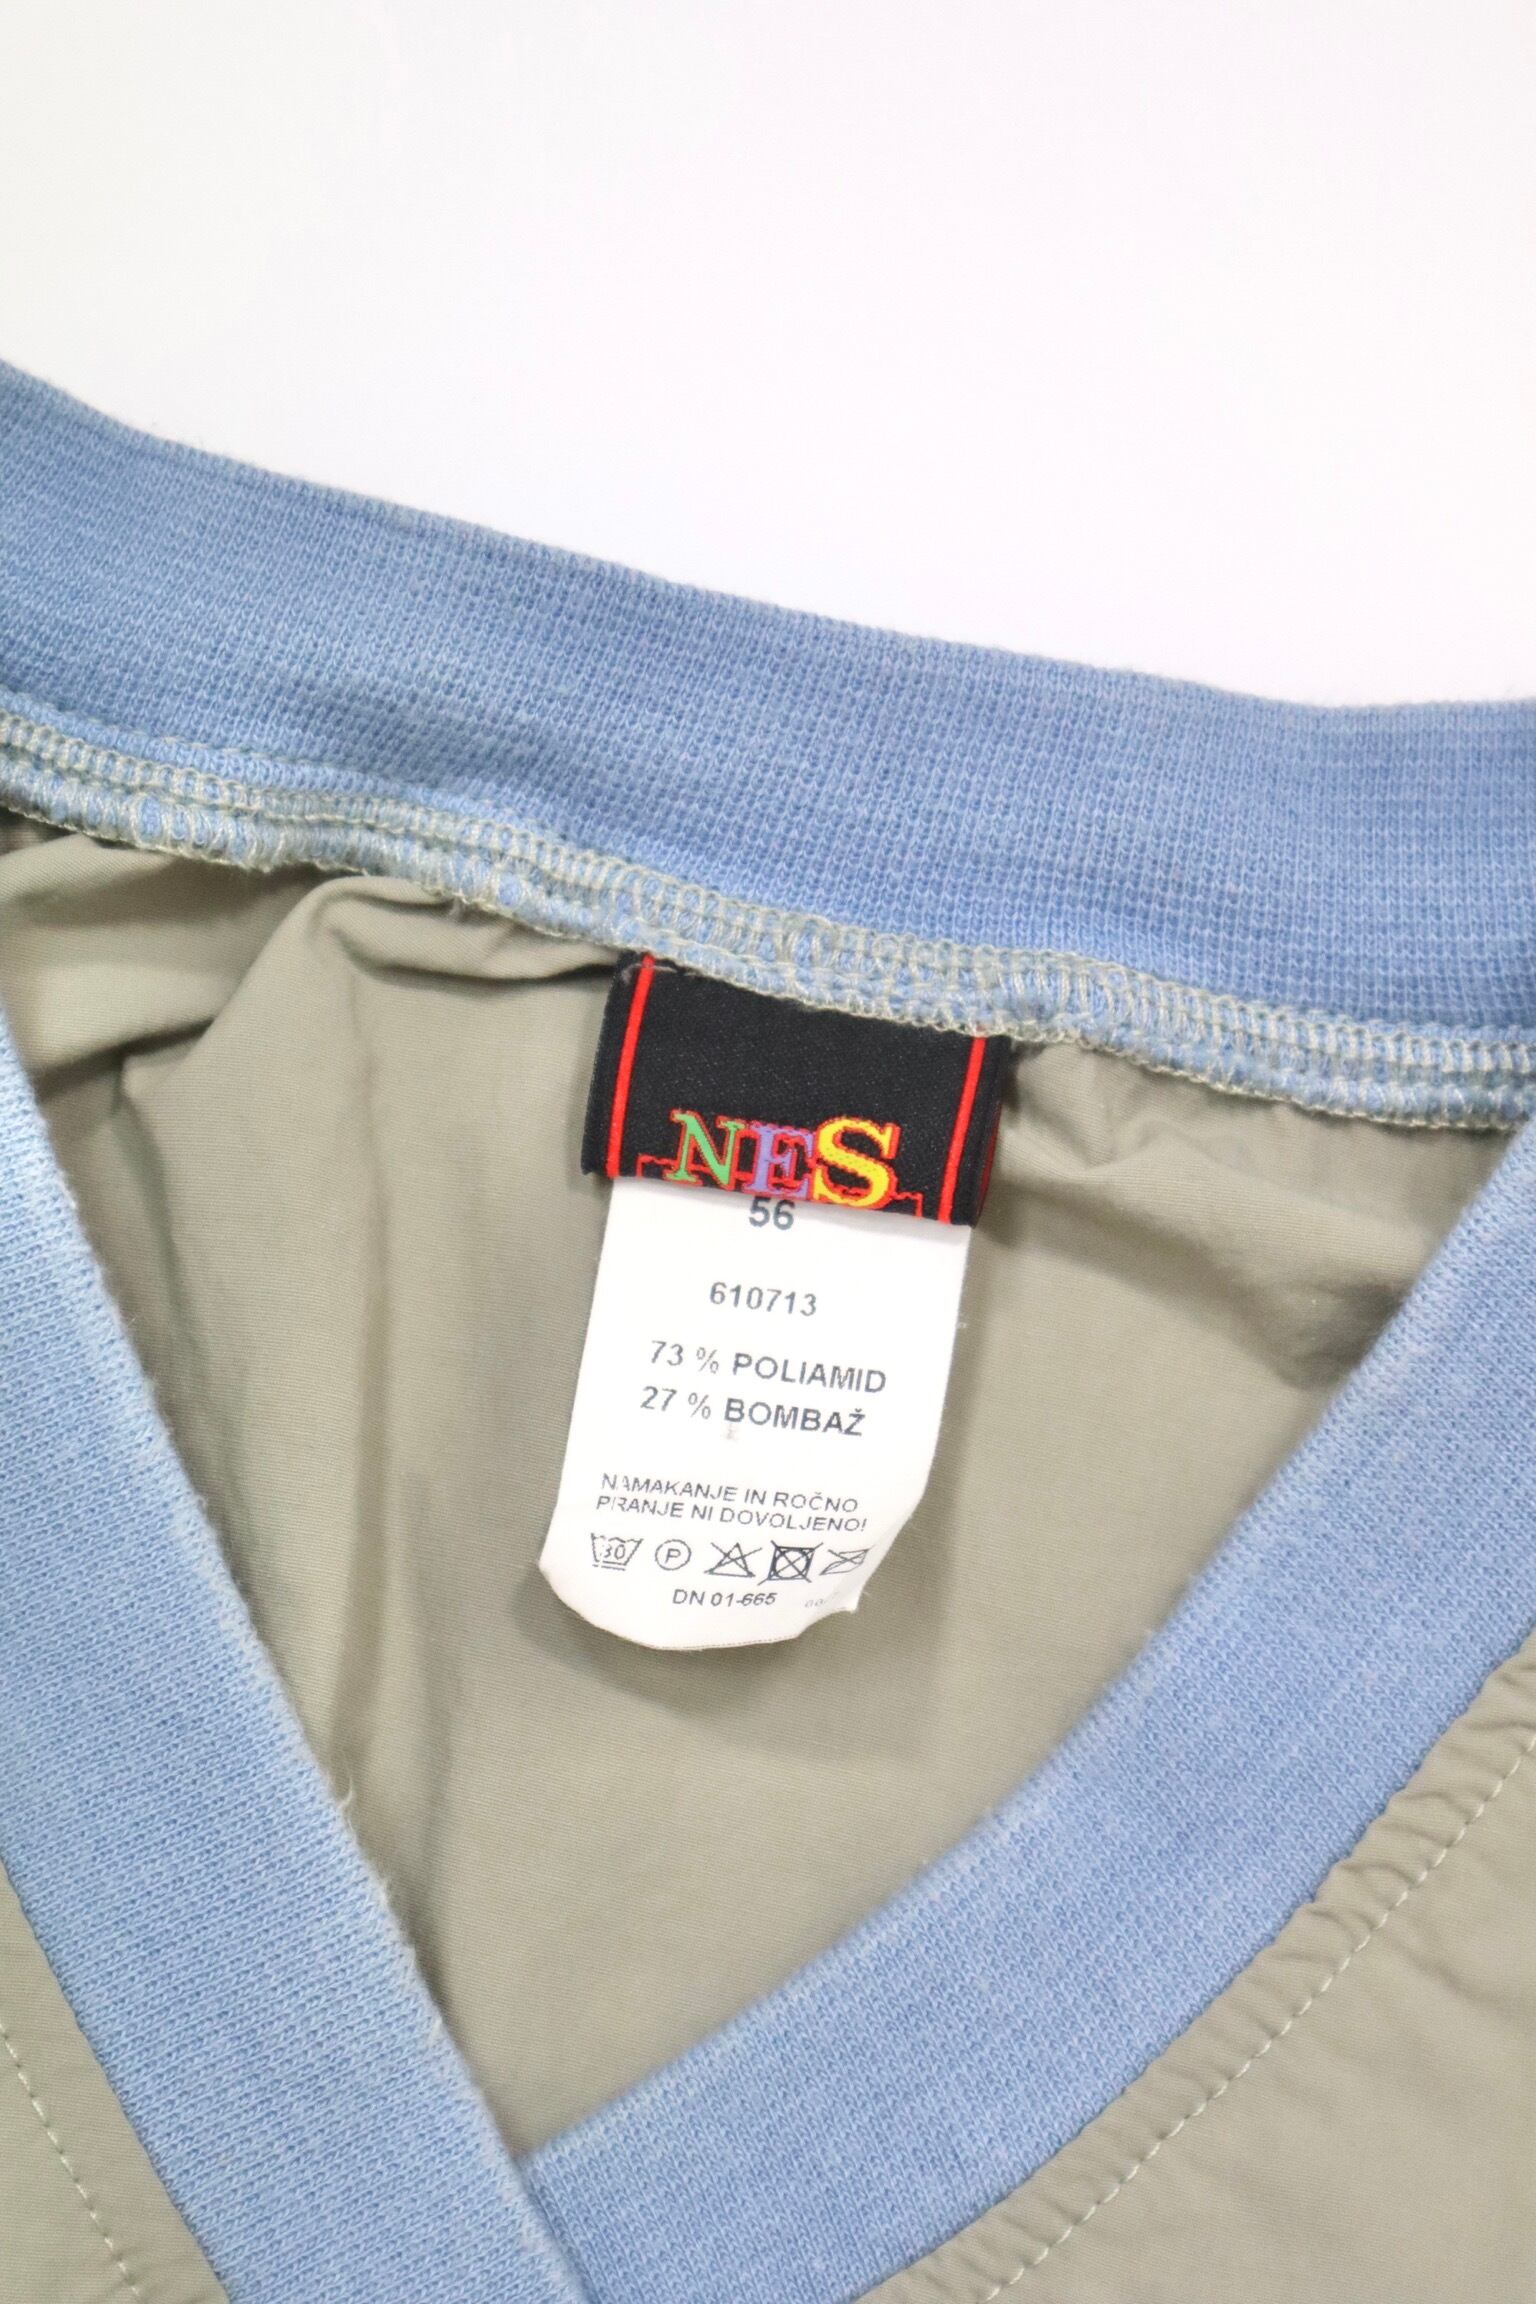 NES
56
610713
73 % POLIAMID
27 % BOMBAŽ
NAMAKANJE IN ROČNO
PRANJE NI DOVOLJENO!
30 P
DN 01-665